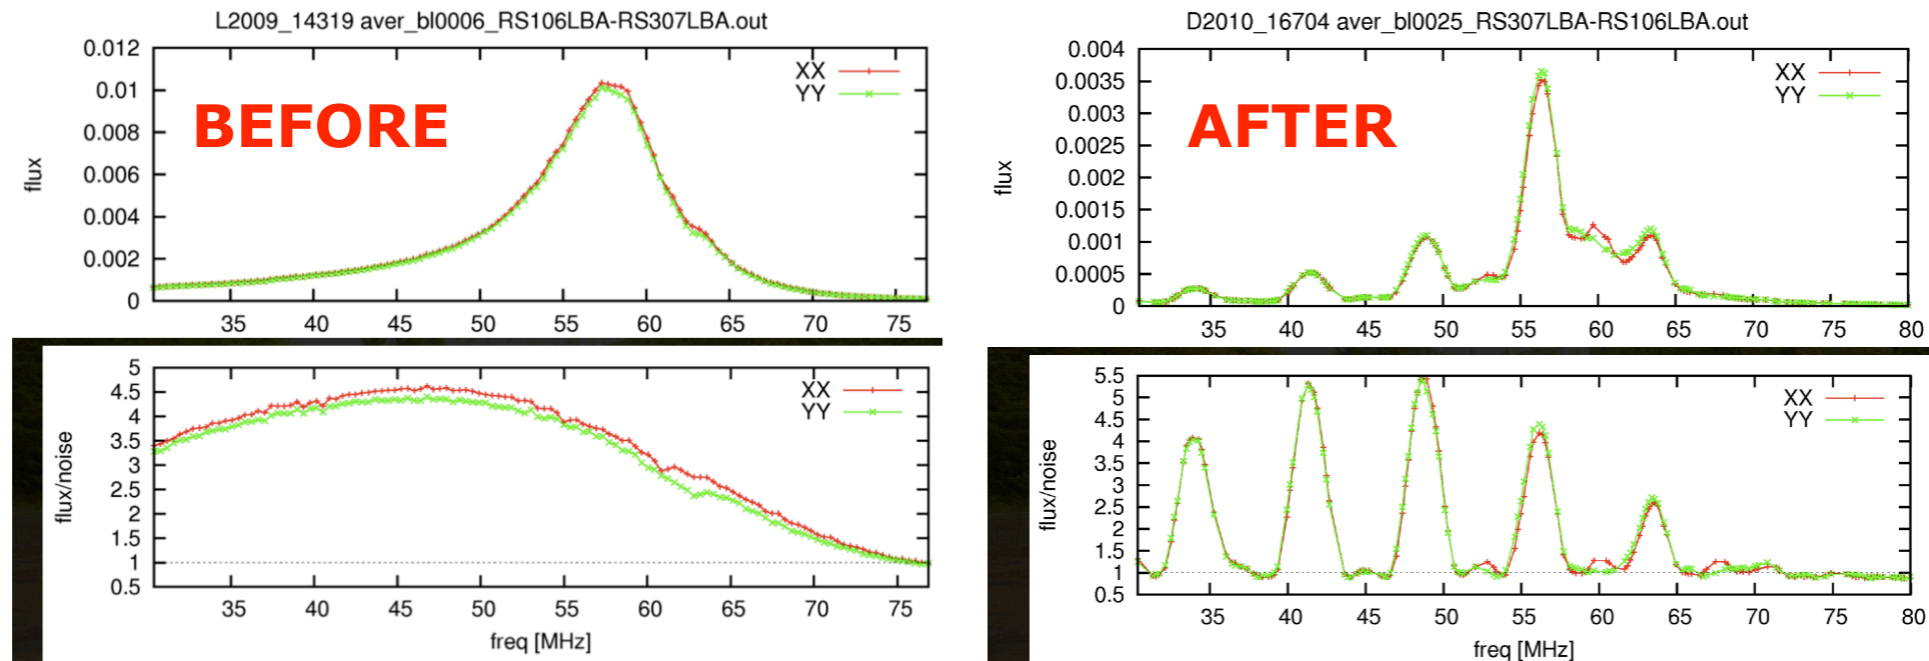 L2009_14319 aver_bl0006_RS106LBA-RS307LBA.out
0.012
0.01
0.008
0.006
0.004
0.002
0
flux
BEFORE
XX
YY
35 40 45 50 55 60 65 70 75
5
4.5
4
3.5
3
2.5
2
1.5
1
0.5
flux/noise
XX
YY
35 40 45 50 55 60 65 70 75
freq [MHz]
D2010_16704 aver_bl0025_RS307LBA-RS106LBA.out
0.004
0.0035
0.003
0.0025
0.002
0.0015
0.001
0.0005
0
flux
AFTER
XX
YY
35 40 45 50 55 60 65 70 75 80
5.5
5
4.5
4
3.5
3
2.5
2
1.5
1
0.5
flux/noise
XX
YY
35 40 45 50 55 60 65 70 75 80
freq [MHz]